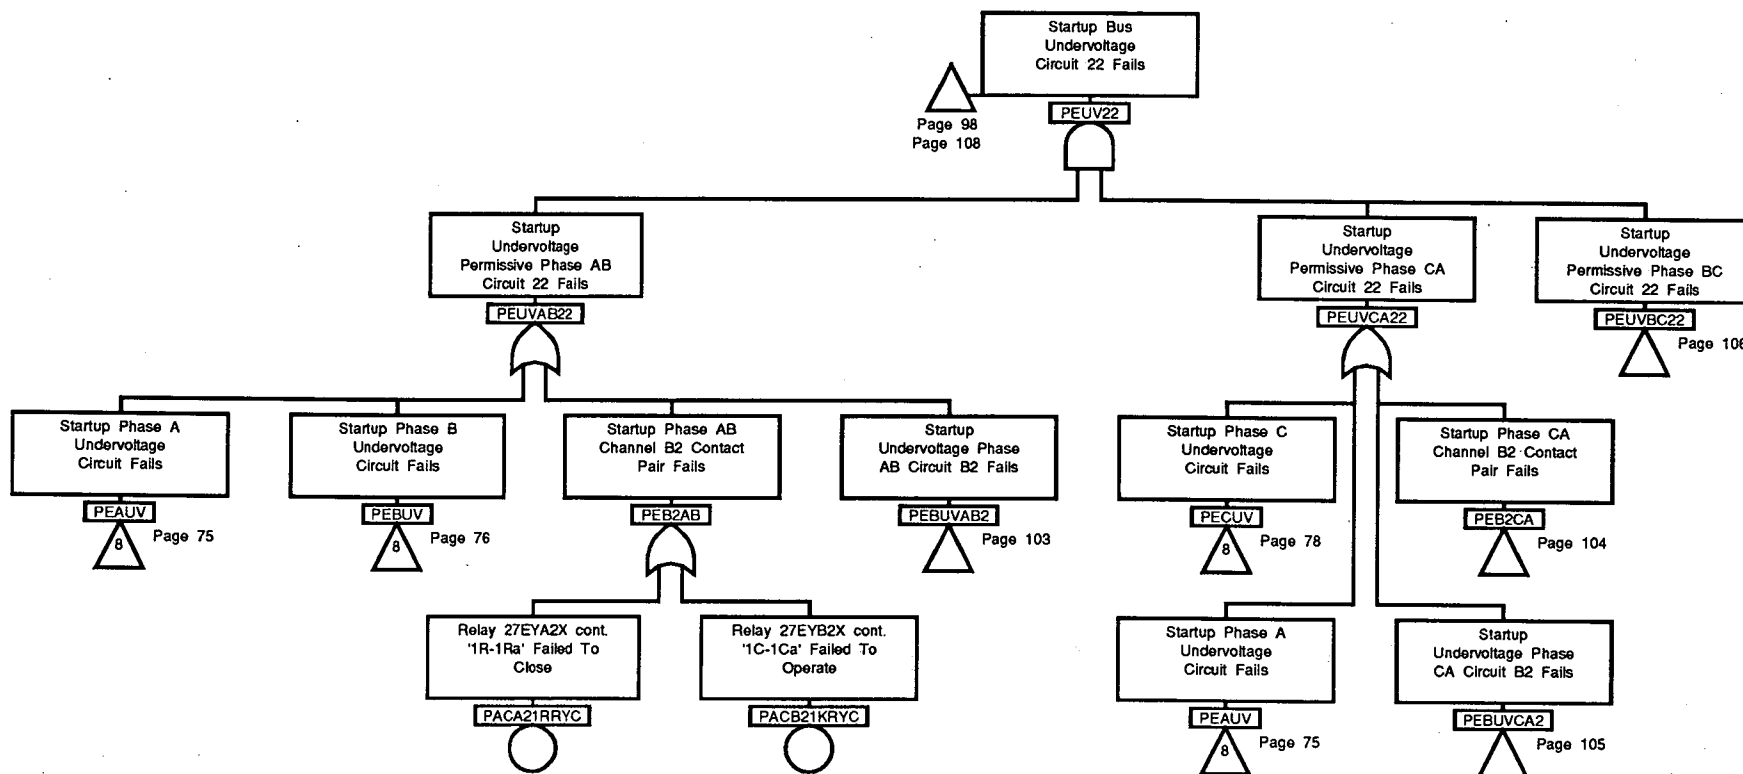 Startup Bus
Undervoltage
Circuit 22 Fails
PEUV22
Page 98
Page 108
Startup
Undervoltage
Permissive Phase AB
Circuit 22 Fails
PEUVAB22
Startup
Undervoltage
Permissive Phase CA
Circuit 22 Fails
PEUVCA22
Startup
Undervoltage
Permissive Phase BC
Circuit 22 Fails
PEUVBC22
Page 106
Startup Phase A
Undervoltage
Circuit Fails
PEAUV
8
Page 75
Startup Phase B
Undervoltage
Circuit Fails
PEBUV
8
Page 76
Startup Phase AB
Channel B2 Contact
Pair Fails
PEB2AB
Startup
Undervoltage Phase
AB Circuit B2 Fails
PEBUVAB2
Page 103
Startup Phase C
Undervoltage
Circuit Fails
PECUV
8
Page 78
Startup Phase CA
Channel B2 Contact
Pair Fails
PEB2CA
Page 104
Relay 27EYA2X cont.
'1R-1Ra' Failed To
Close
PACA21RRYC
Relay 27EYB2X cont.
'1C-1Ca' Failed To
Operate
PACB21KRYC
Startup Phase A
Undervoltage
Circuit Fails
PEAUV
8
Page 75
Startup
Undervoltage Phase
CA Circuit B2 Fails
PEBUVCA2
Page 105